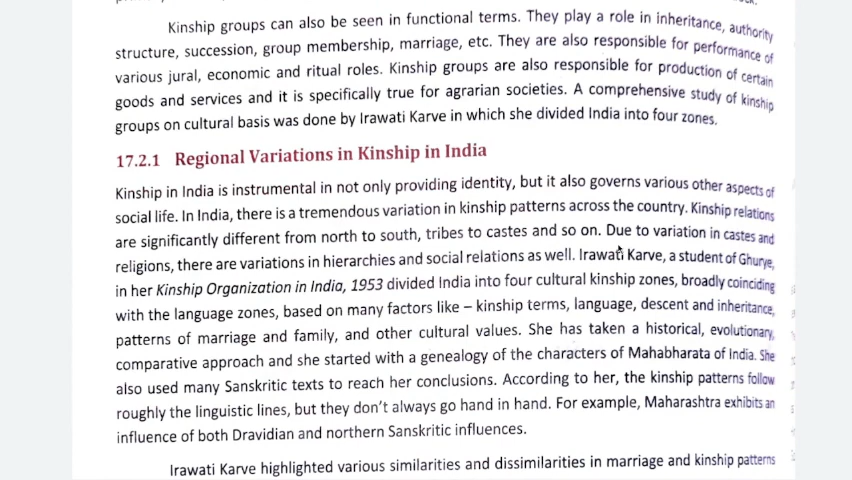 Kinship groups can also be seen in functional terms. They play a role in inheritance, authority
structure, succession, group membership, marriage, etc. They are also responsible for performance of
various jural, economic and ritual roles. Kinship groups are also responsible for production of certain
goods and services and it is specifically true for agrarian societies. A comprehensive study of kinship
groups on cultural basis was done by Irawati Karve in which she divided India into four zones.
17.2.1 Regional Variations in Kinship in India
Kinship in India is instrumental in not only providing identity, but it also governs various other aspects of
social life. In India, there is a tremendous variation in kinship patterns across the country. Kinship relations
are significantly different from north to south, tribes to castes and so on. Due to variation in castes and
religions, there are variations in hierarchies and social relations as well. Irawati Karve, a student of Ghurye,
in her Kinship Organization in India, 1953 divided India into four cultural kinship zones, broadly coinciding
with the language zones, based on many factors like – kinship terms, language, descent and inheritance,
patterns of marriage and family, and other cultural values. She has taken a historical, evolutionary,
comparative approach and she started with a genealogy of the characters of Mahabharata of India. She
also used many Sanskritic texts to reach her conclusions. According to her, the kinship patterns follow
roughly the linguistic lines, but they don't always go hand in hand. For example, Maharashtra exhibits an
influence of both Dravidian and northern Sanskritic influences.
Irawati Karve highlighted various similarities and dissimilarities in marriage and kinship patterns